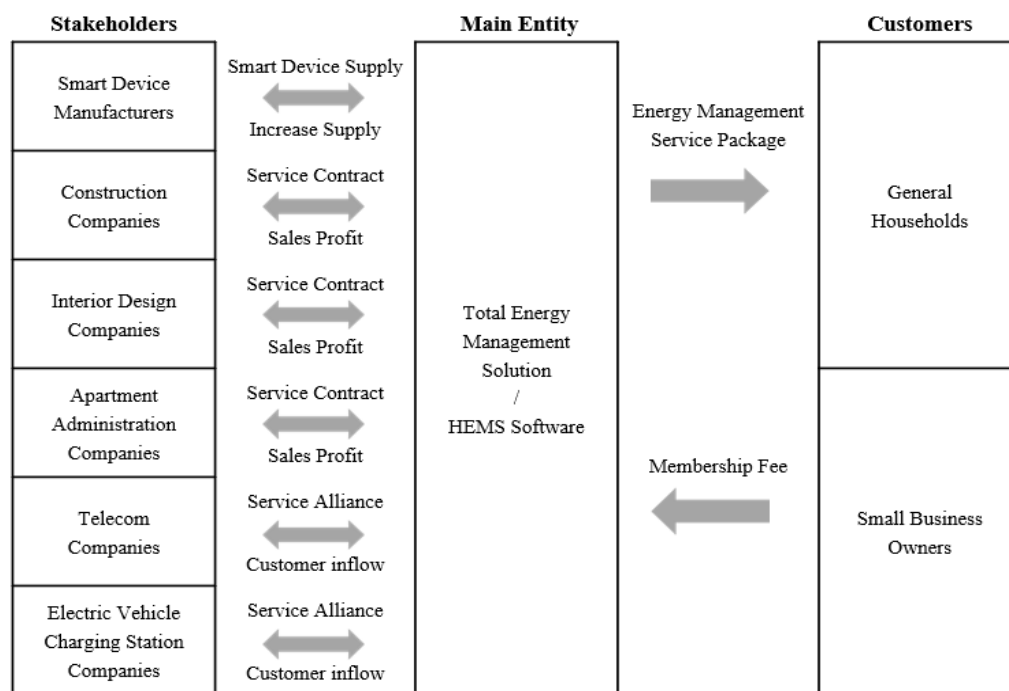 Stakeholders
Main Entity
Customers
Smart Device
Manufacturers
Smart Device Supply
Increase Supply
Construction
Companies
Service Contract
Sales Profit
Interior Design
Companies
Service Contract
Sales Profit
Apartment
Administration
Companies
Service Contract
Sales Profit
Telecom
Companies
Service Alliance
Customer inflow
Electric Vehicle
Charging Station
Companies
Service Alliance
Customer inflow
Total Energy
Management
Solution
/
HEMS Software
Energy Management
Service Package
Membership Fee
General
Households
Small Business
Owners